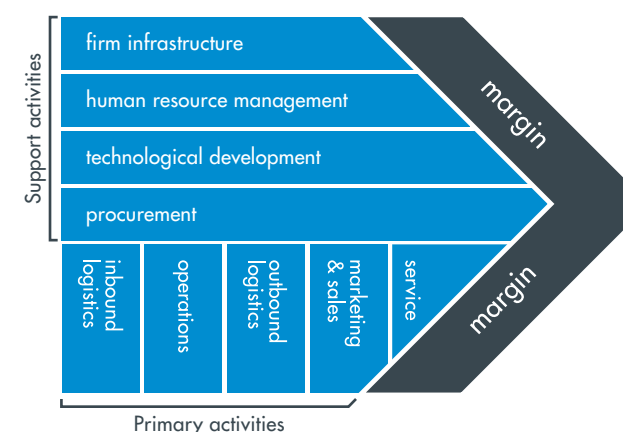 Support activities
firm infrastructure
human resource management
technological development
procurement
margin
margin
inbound
logistics
operations
outbound
logistics
marketing
& sales
service
Primary activities